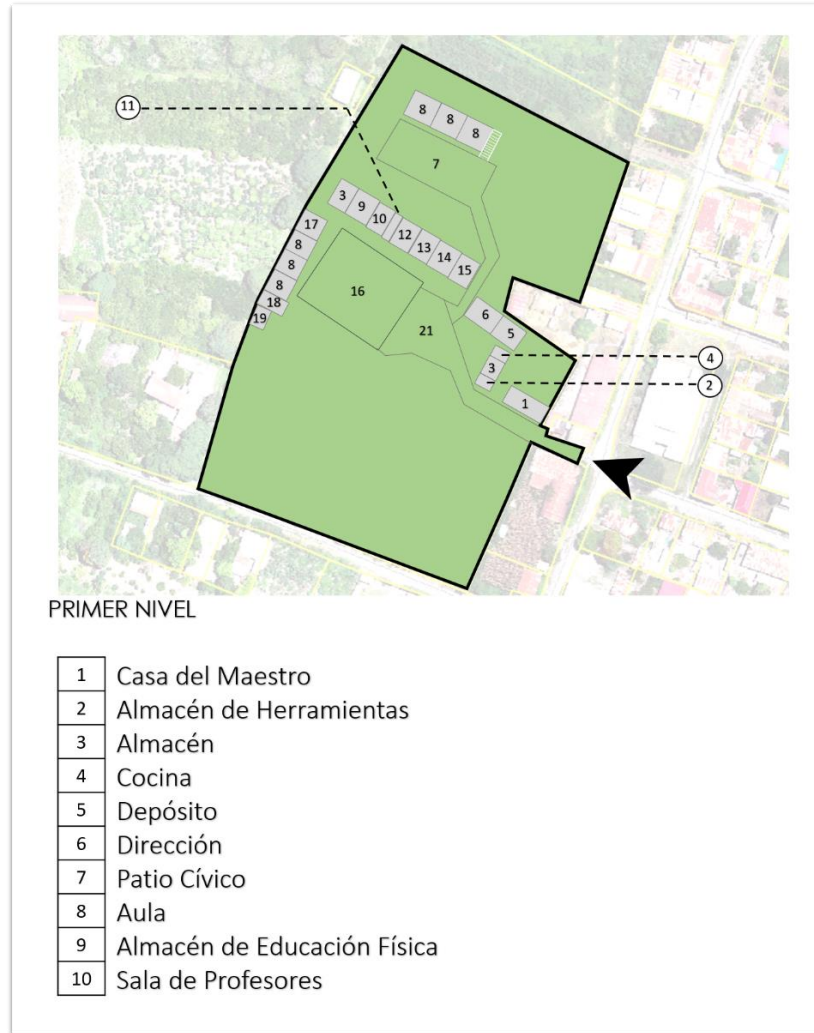 11
8 8 8
7
3 9 10 12 13 14 15
17
8
8
8
18
19
16
21
6 5
4
3
2
1
PRIMER NIVEL
1 Casa del Maestro
2 Almacén de Herramientas
3 Almacén
4 Cocina
5 Depósito
6 Dirección
7 Patio Cívico
8 Aula
9 Almacén de Educación Física
10 Sala de Profesores